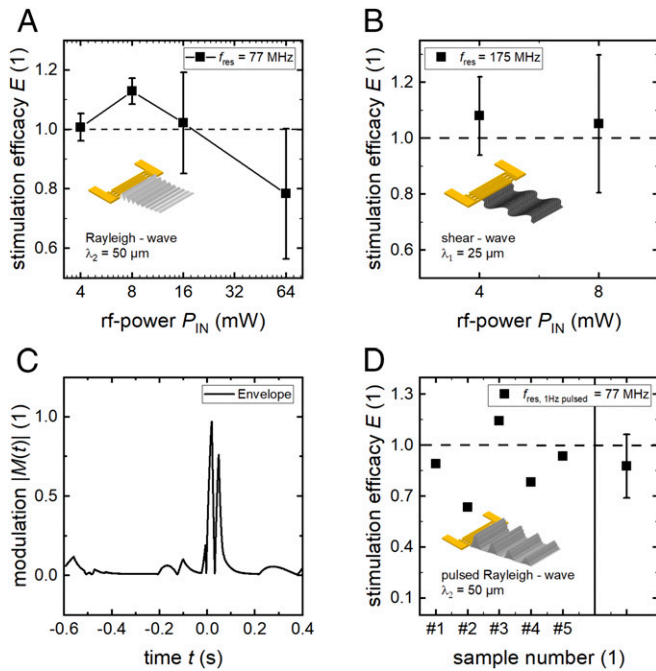 A
stimulation efficacy E (1)
1.2
1.0
0.8
0.6
f_res = 77 MHz
Rayleigh - wave
λ₂ = 50 μm
4 8 16 32 64
rf-power P_IN (mW)
B
stimulation efficacy E (1)
1.3
1.0
0.7
f_res = 175 MHz
shear - wave
λ₁ = 25 μm
4 8
rf-power P_IN (mW)
C
modulation |M(t)| (1)
1.0
0.5
0.0
Envelope
-0.6 -0.4 -0.2 0.0 0.2 0.4
time t (s)
D
stimulation efficacy E (1)
1.3
1.0
0.7
0.4
0.1
f_res, 1Hz pulsed = 77 MHz
pulsed Rayleigh - wave
λ₂ = 50 μm
#1 #2 #3 #4 #5
sample number (1)